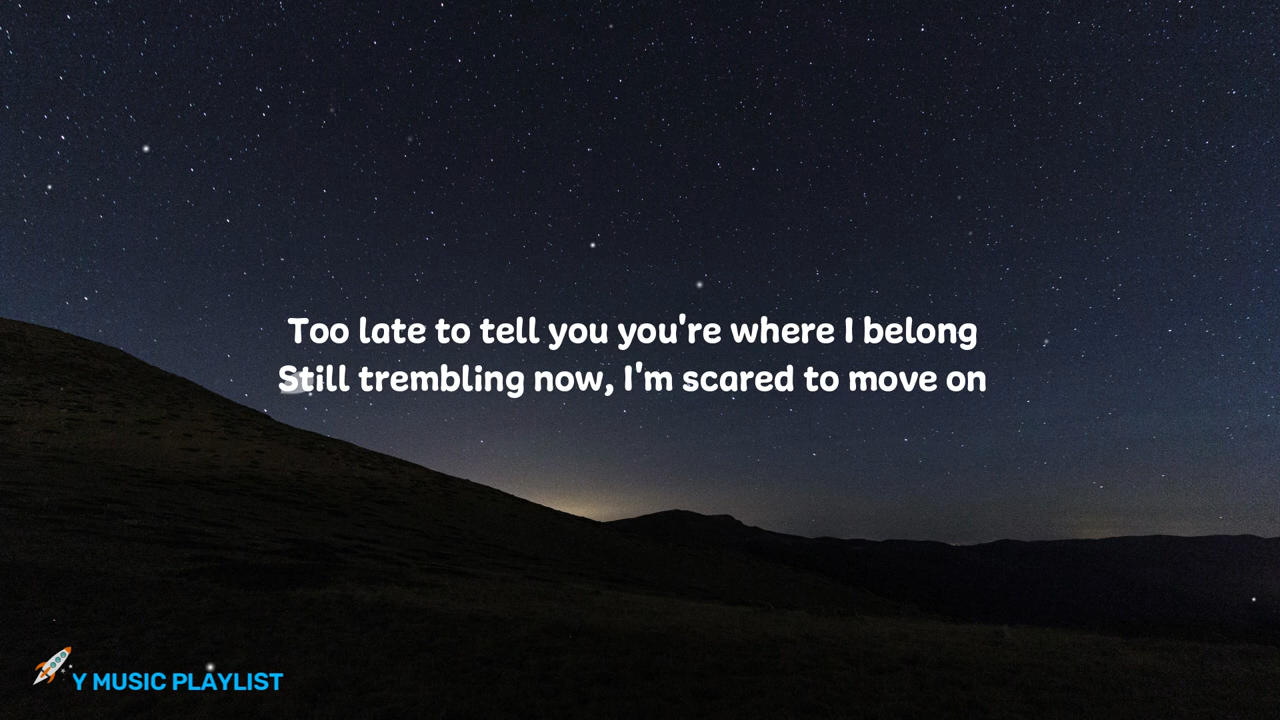 Too late to tell you you're where I belong
Still trembling now, I'm scared to move on
Y MUSIC PLAYLIST